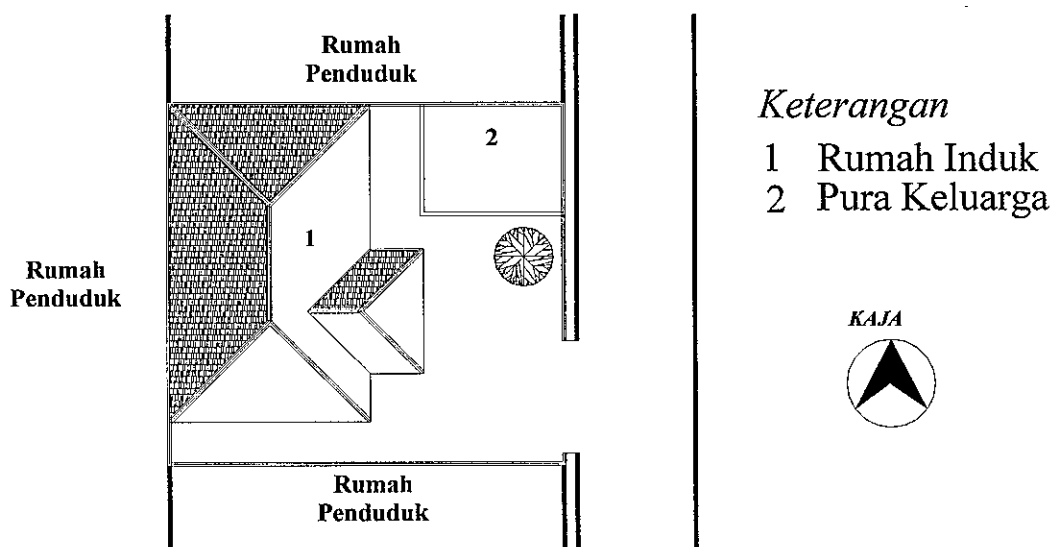 Rumah
Penduduk
2
Keterangan
1 Rumah Induk
2 Pura Keluarga
1
Rumah
Penduduk
KAJA
Rumah
Penduduk